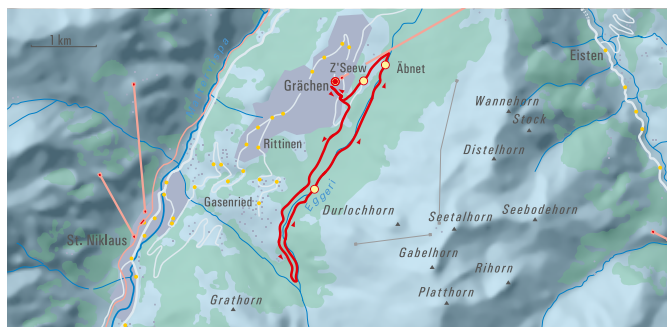 1 km
Z'Seew
Äbnet
Grächen
Eisten
Wannehorn
Stock
Rittinen
Distelhorn
Gasenried
Eggeri
Durlochhorn
Seetalhorn
Seebodehorn
St. Niklaus
Gabelhorn
Rihorn
Platthorn
Grathorn